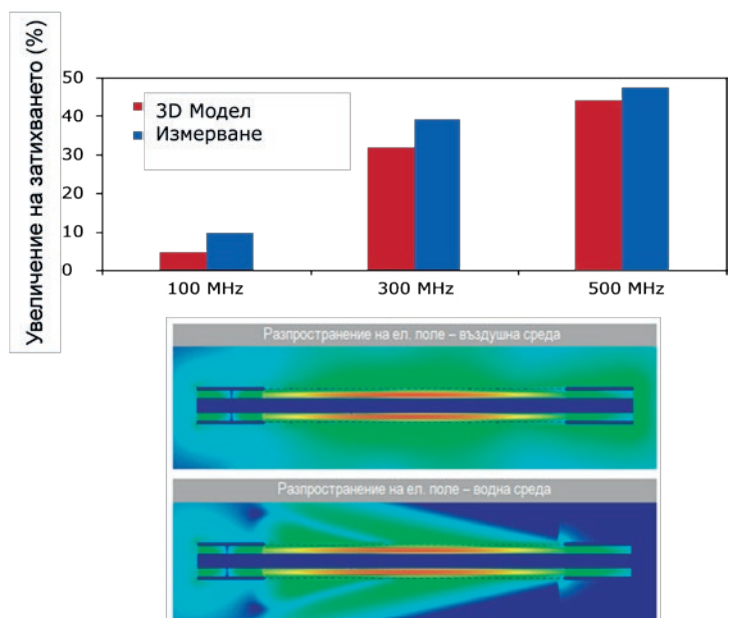 Увеличение на затихването (%)
50
40
30
20
10
0
3D Модел
Измерване
100 MHz
300 MHz
500 MHz
Разпространение на ел. поле – въздушна среда
Разпространение на ел. поле – водна среда